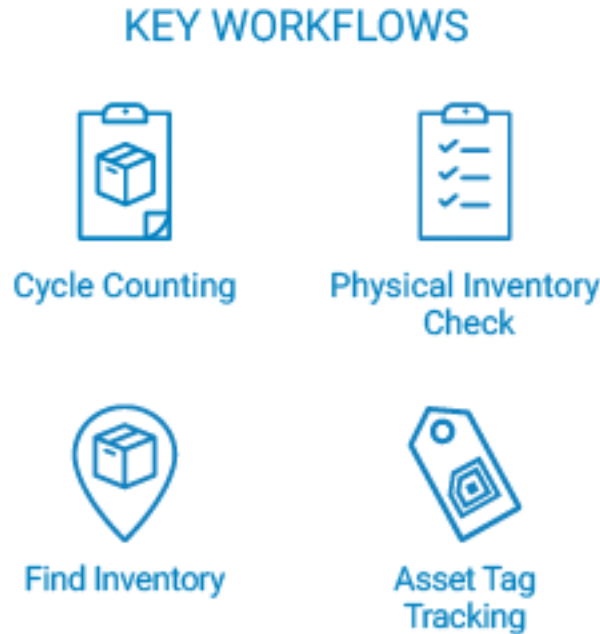 KEY WORKFLOWS
Cycle Counting
Physical Inventory
Check
Find Inventory
Asset Tag
Tracking